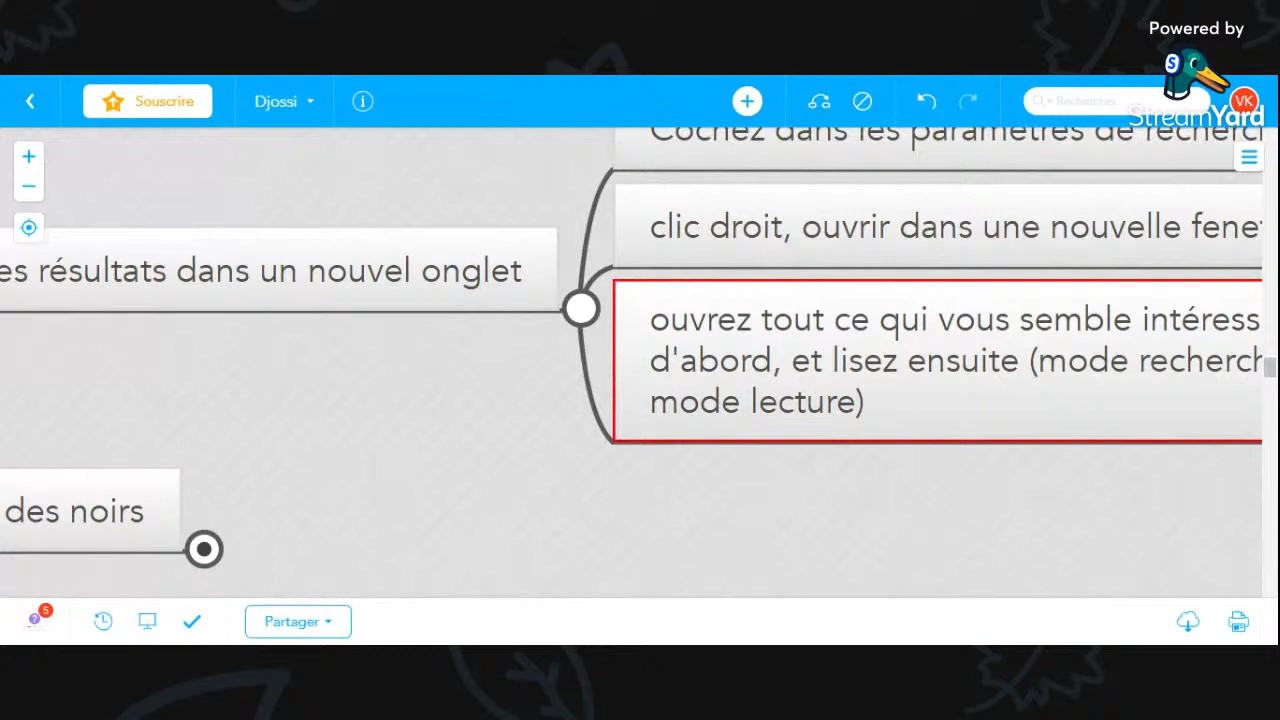 Powered by
StreamYard
Souscrire
Djossi
Rechercher
VK
Cochez dans les paramètres de recherc
clic droit, ouvrir dans une nouvelle fene
es résultats dans un nouvel onglet
ouvrez tout ce qui vous semble intéress
d'abord, et lisez ensuite (mode recherch
mode lecture)
des noirs
5
Partager